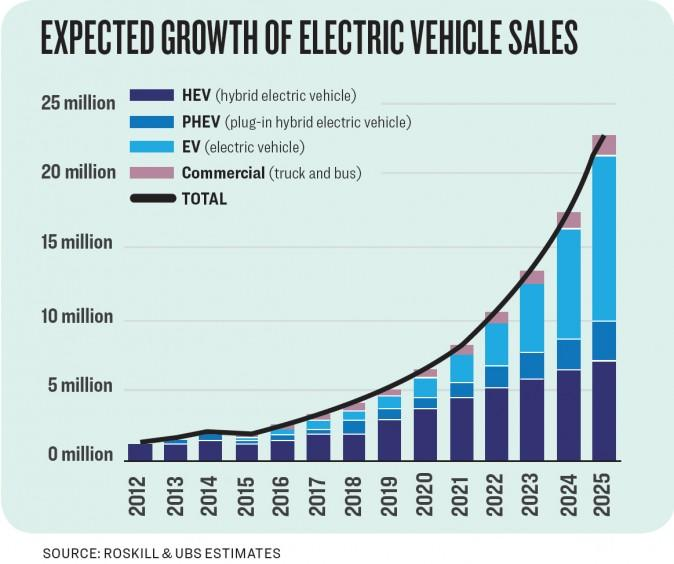 EXPECTED GROWTH OF ELECTRIC VEHICLE SALES
HEV (hybrid electric vehicle)
PHEV (plug-in hybrid electric vehicle)
EV (electric vehicle)
Commercial (truck and bus)
TOTAL
25 million
20 million
15 million
10 million
5 million
0 million
2012
2013
2014
2015
2016
2017
2018
2019
2020
2021
2022
2023
2024
2025
SOURCE: ROSKILL & UBS ESTIMATES